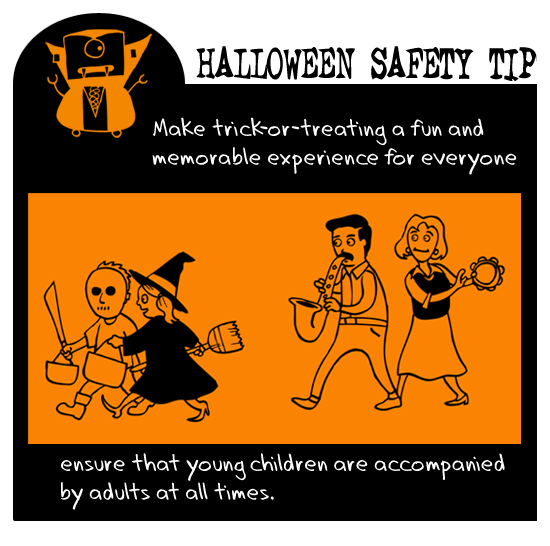 HALLOWEEN SAFETY TIP
Make trick-or-treating a fun and
memorable experience for everyone
ensure that young children are accompanied
by adults at all times.